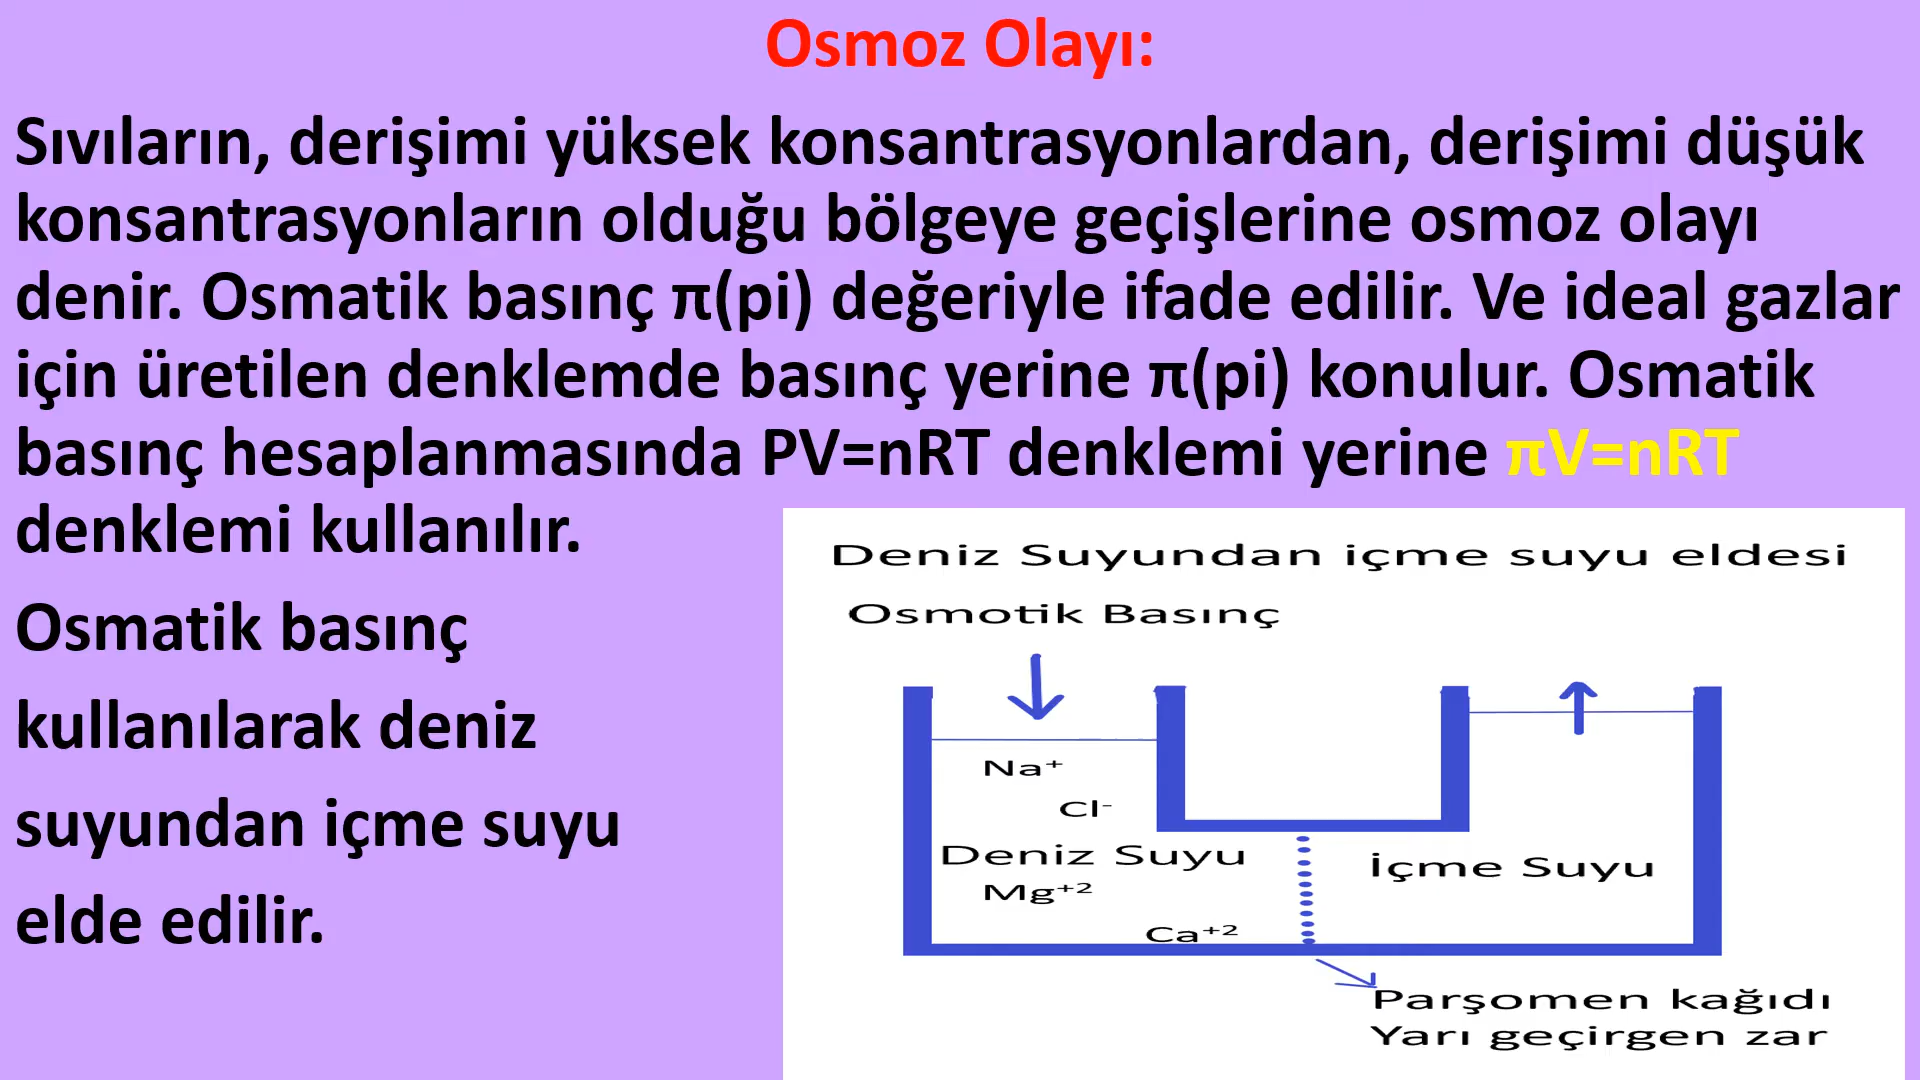 Osmoz Olayı:
Sıvıların, derişimi yüksek konsantrasyonlardan, derişimi düşük
konsantrasyonların olduğu bölgeye geçişlerine osmoz olayı
denir. Osmatik basınç π(pi) değeriyle ifade edilir. Ve ideal gazlar
için üretilen denklemde basınç yerine π(pi) konulur. Osmatik
basınç hesaplanmasında PV=nRT denklemi yerine πV=nRT
denklemi kullanılır.
Osmatik basınç
kullanılarak deniz
suyundan içme suyu
elde edilir.
Deniz Suyundan içme suyu eldesi
Osmotik Basınç
Na⁺
Cl⁻
Deniz Suyu
İçme Suyu
Mg⁺²
Ca⁺²
Parşomen kağıdı
Yarı geçirgen zar